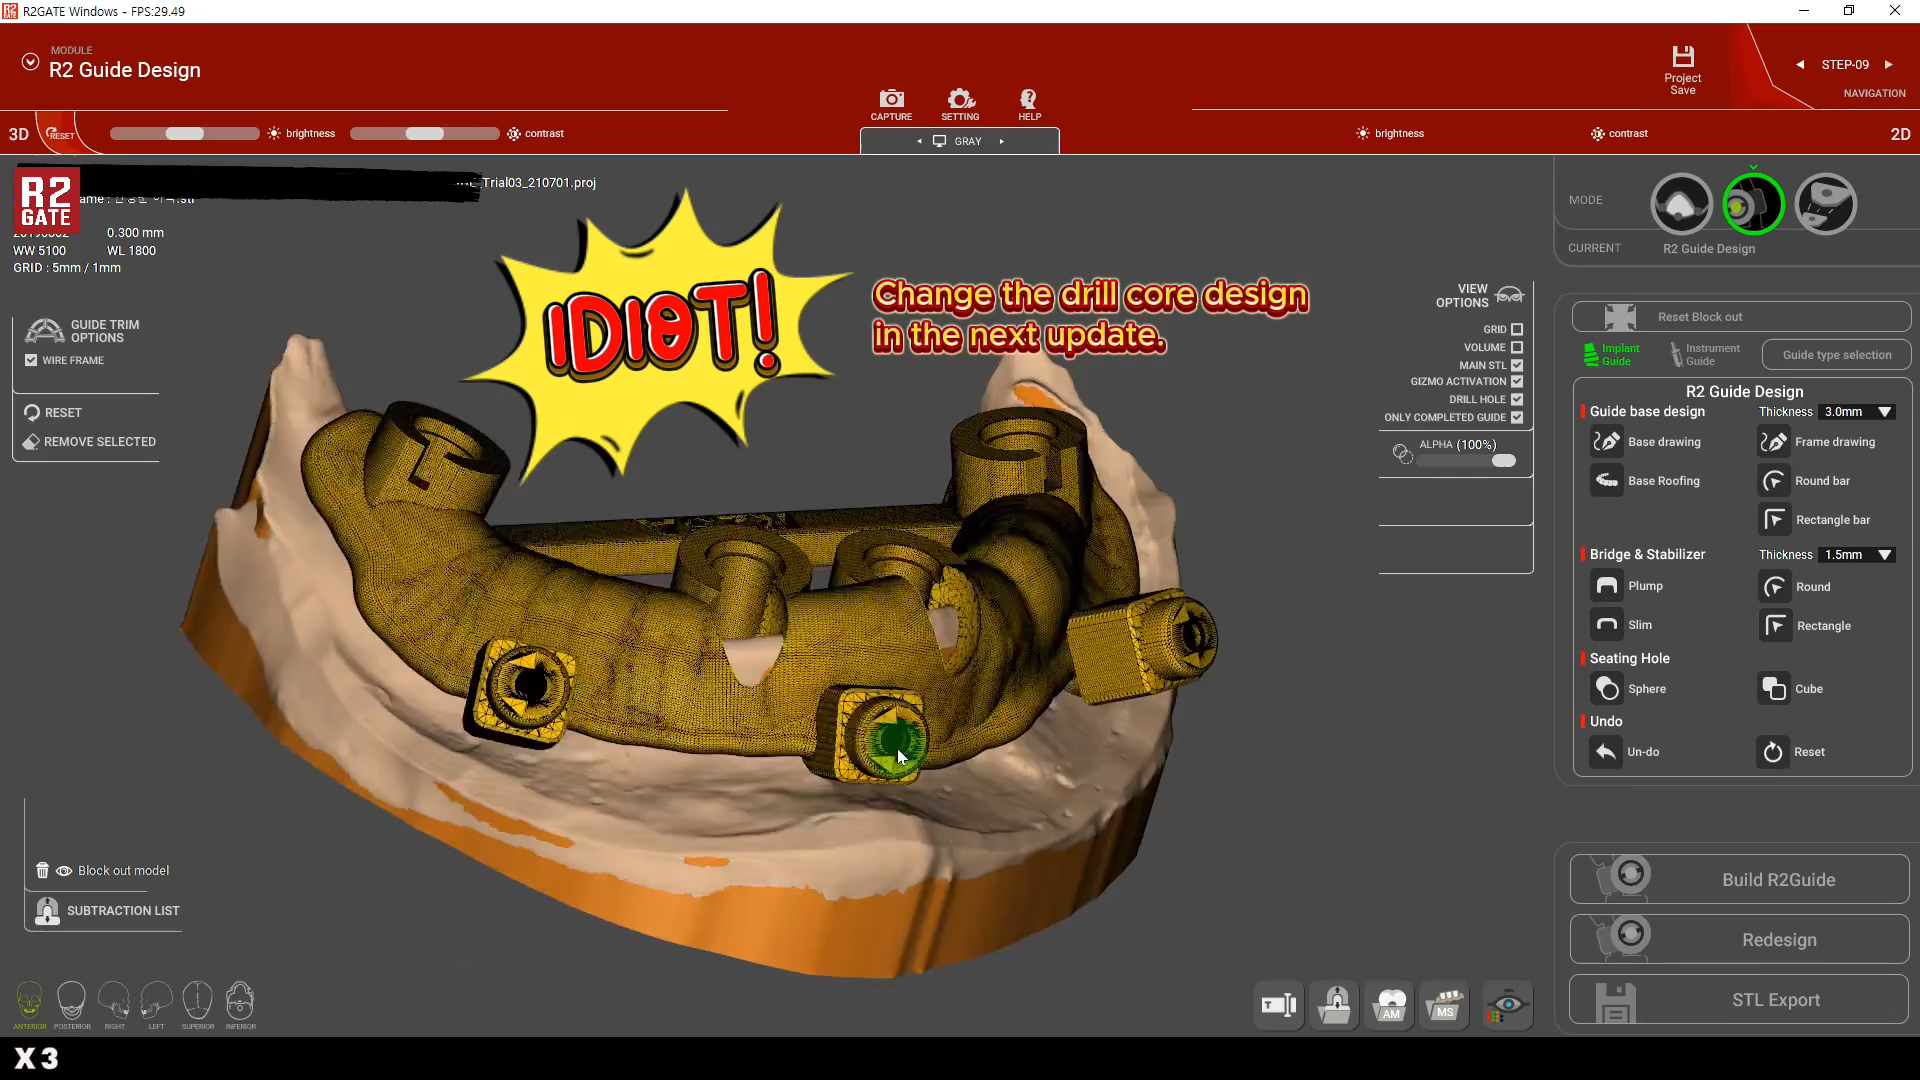 R2GATE Windows - FPS:29.49
MODULE
R2 Guide Design
CAPTURE
SETTING
HELP
GRAY
Project
Save
STEP-09
NAVIGATION
3D
RESET
brightness
contrast
brightness
contrast
2D
R2
GATE
Trial03_210701.proj
0.300 mm
WW 5100
WL 1800
GRID : 5mm / 1mm
IDIOT!
Change the drill core design
in the next update.
GUIDE TRIM
OPTIONS
WIRE FRAME
RESET
REMOVE SELECTED
VIEW
OPTIONS
GRID
VOLUME
MAIN STL
GIZMO ACTIVATION
DRILL HOLE
ONLY COMPLETED GUIDE
ALPHA (100%)
MODE
CURRENT
R2 Guide Design
Reset Block out
Implant
Guide
Instrument
Guide
Guide type selection
R2 Guide Design
Guide base design
Thickness
3.0mm
Base drawing
Frame drawing
Base Roofing
Round bar
Rectangle bar
Bridge & Stabilizer
Thickness
1.5mm
Plump
Round
Slim
Rectangle
Seating Hole
Sphere
Cube
Undo
Un-do
Reset
Build R2Guide
Redesign
STL Export
Block out model
SUBTRACTION LIST
ANTERIOR
POSTERIOR
RIGHT
LEFT
SUPERIOR
INFERIOR
T
AM
MS
X 3